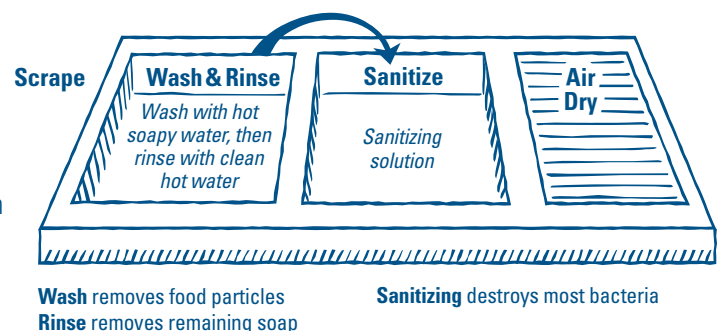 Scrape
Wash & Rinse
Wash with hot
soapy water, then
rinse with clean
hot water
Sanitize
Sanitizing
solution
Air
Dry
Wash removes food particles
Rinse removes remaining soap
Sanitizing destroys most bacteria